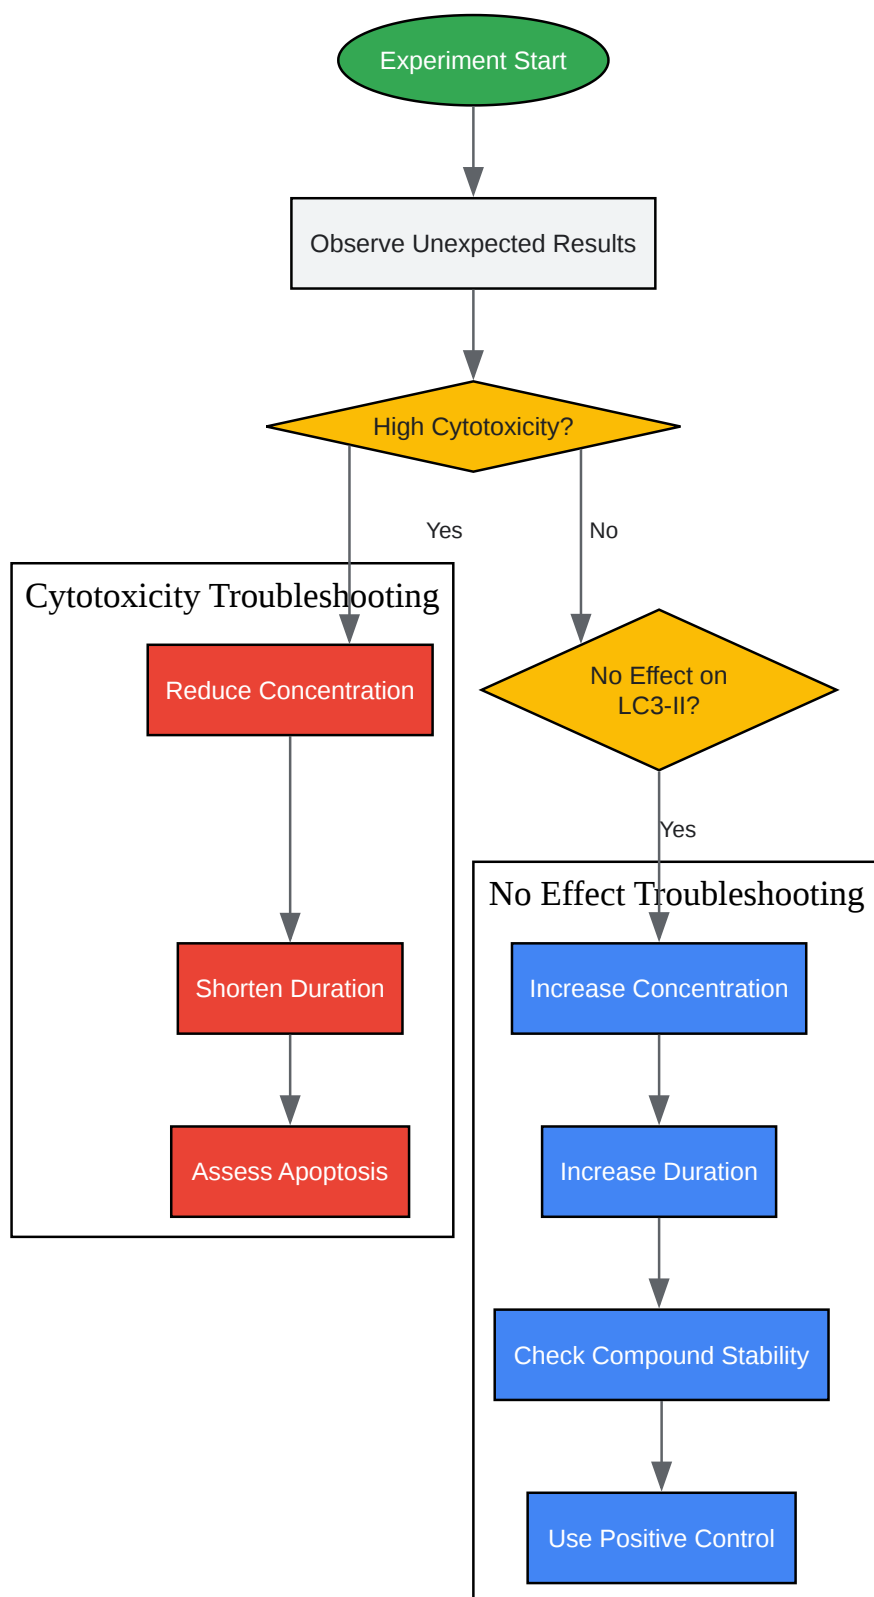 Experiment Start
Observe Unexpected Results
High Cytotoxicity?
Yes
No
Cytotoxicity Troubleshooting
Reduce Concentration
No Effect on
LC3-II?
Yes
No Effect Troubleshooting
Shorten Duration
Increase Concentration
Assess Apoptosis
Increase Duration
Check Compound Stability
Use Positive Control